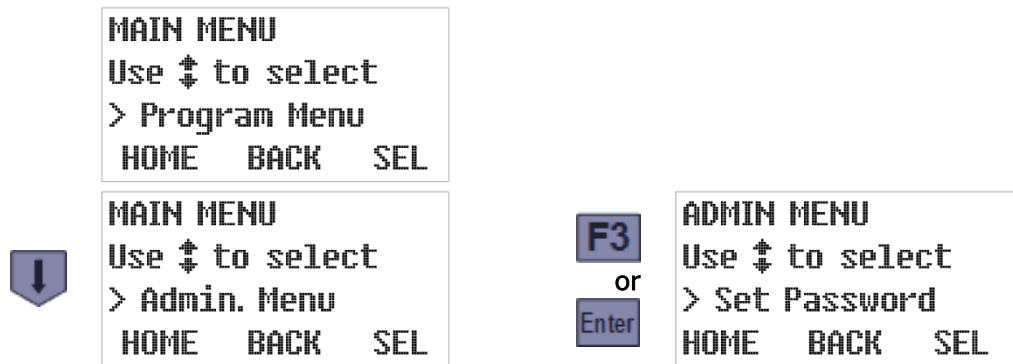 MAIN MENU
Use ↕ to select
> Program Menu
HOME BACK SEL
MAIN MENU
Use ↕ to select
> Admin. Menu
HOME BACK SEL
F3
or
Enter
ADMIN MENU
Use ↕ to select
> Set Password
HOME BACK SEL